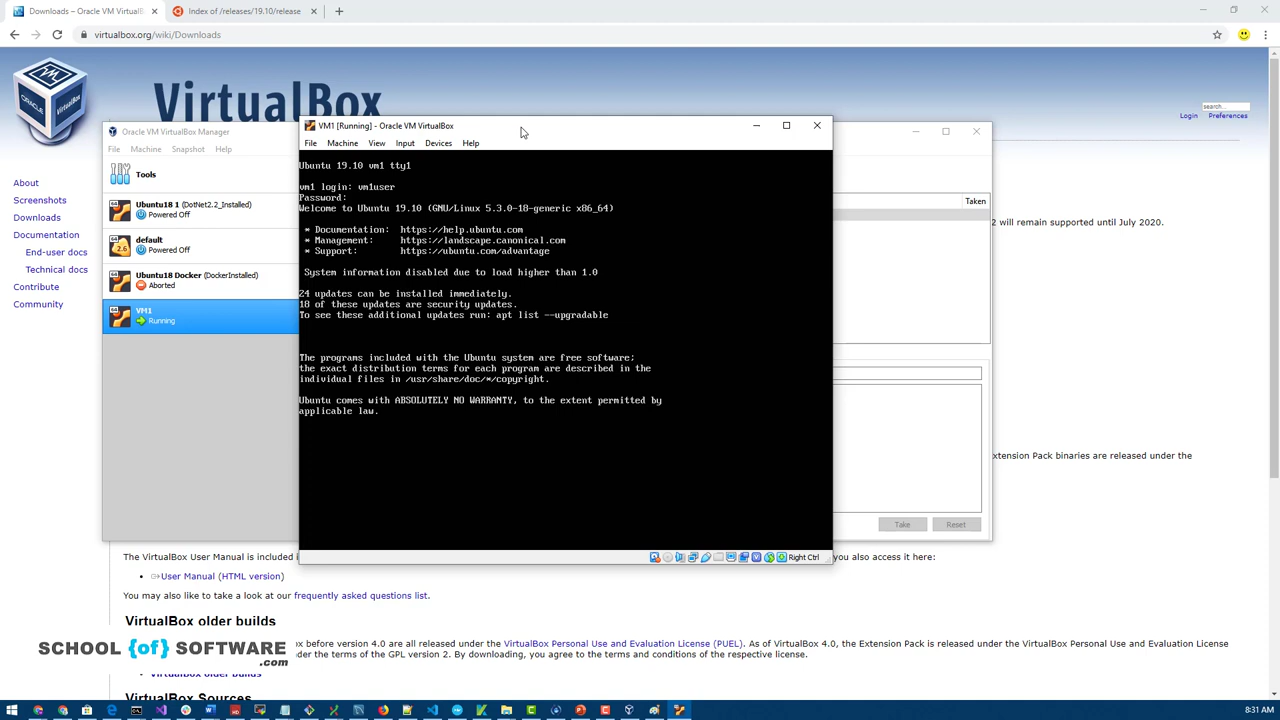 Downloads – Oracle VM VirtualBox
Index of /releases/19.10/release
virtualbox.org/wiki/Downloads
VirtualBox
search...
Login Preferences
About
Screenshots
Downloads
Documentation
End-user docs
Technical docs
Contribute
Community
Oracle VM VirtualBox Manager
File Machine Snapshot Help
Tools
Ubuntu18 1 (DotNet2.2_Installed)
Powered Off
default
Powered Off
Ubuntu18 Docker (DockerInstalled)
Aborted
VM1
Running
Taken
Take Reset
VM1 [Running] - Oracle VM VirtualBox
File Machine View Input Devices Help
Ubuntu 19.10 vm1 tty1
vm1 login: vm1user
Password:
Welcome to Ubuntu 19.10 (GNU/Linux 5.3.0-18-generic x86_64)
* Documentation: https://help.ubuntu.com
* Management: https://landscape.canonical.com
* Support: https://ubuntu.com/advantage
System information disabled due to load higher than 1.0
24 updates can be installed immediately.
18 of these updates are security updates.
To see these additional updates run: apt list --upgradable
The programs included with the Ubuntu system are free software;
the exact distribution terms for each program are described in the
individual files in /usr/share/doc/*/copyright.
Ubuntu comes with ABSOLUTELY NO WARRANTY, to the extent permitted by
applicable law.
Right Ctrl
2 will remain supported until July 2020.
xtension Pack binaries are released under the
The VirtualBox User Manual is included i
you also access it here:
User Manual (HTML version)
You may also like to take a look at our frequently asked questions list.
VirtualBox older builds
ox before version 4.0 are all released under the VirtualBox Personal Use and Evaluation License (PUEL). As of VirtualBox 4.0, the Extension Pack is released under the VirtualBox Personal Use and Evaluation License
der the terms of the GPL version 2. By downloading, you agree to the terms and conditions of the respective license.
VirtualBox older builds
VirtualBox Sources
SCHOOL {of} SOFTWARE
.com
8:31 AM